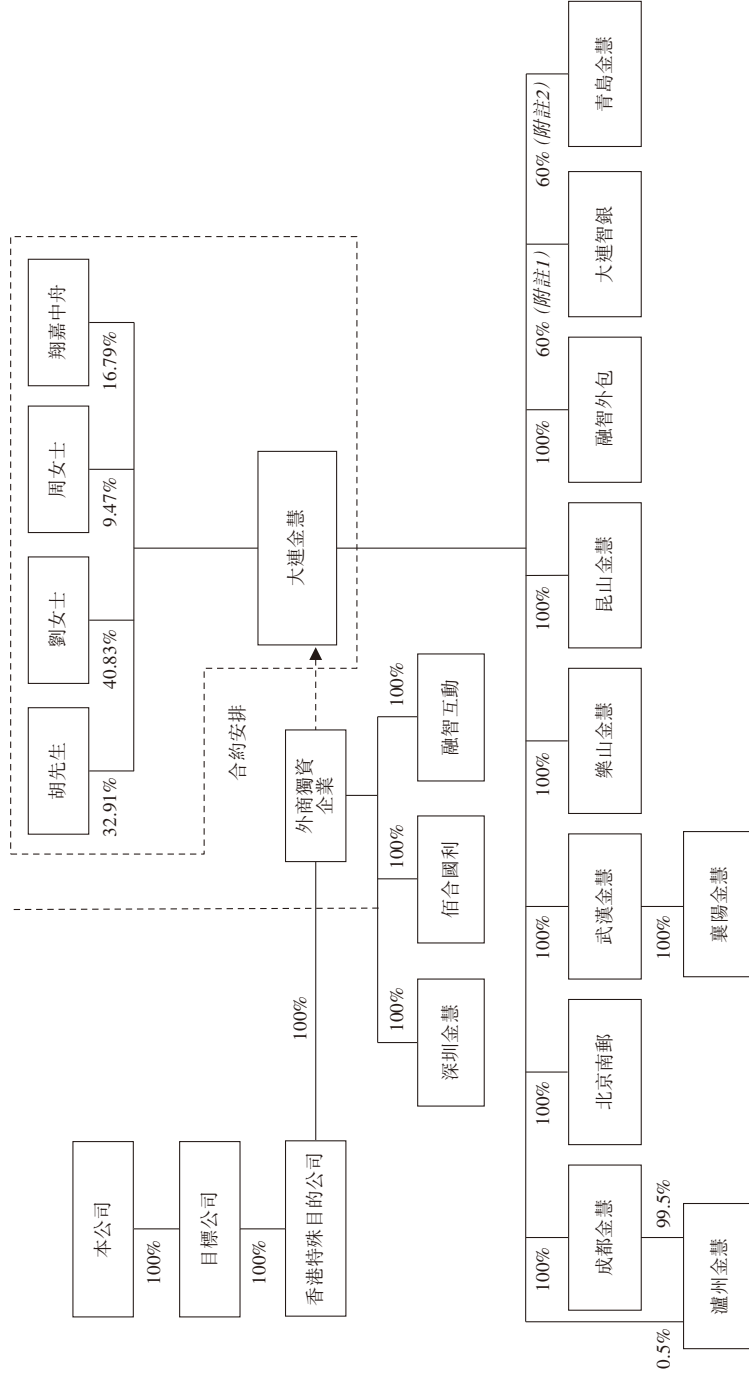 胡先生
劉女士
周女士
翔嘉中舟
32.91%
40.83%
9.47%
16.79%
本公司
100%
目標公司
100%
香港特殊目的公司
100%
合約安排
外商獨資
企業
大連金慧
100%
100%
100%
深圳金慧
佰合國利
融智互動
100%
100%
100%
100%
100%
100%
60% (附註1)
60% (附註2)
成都金慧
北京南郵
武漢金慧
樂山金慧
昆山金慧
融智外包
大連智銀
青島金慧
0.5%
99.5%
100%
瀘州金慧
襄陽金慧